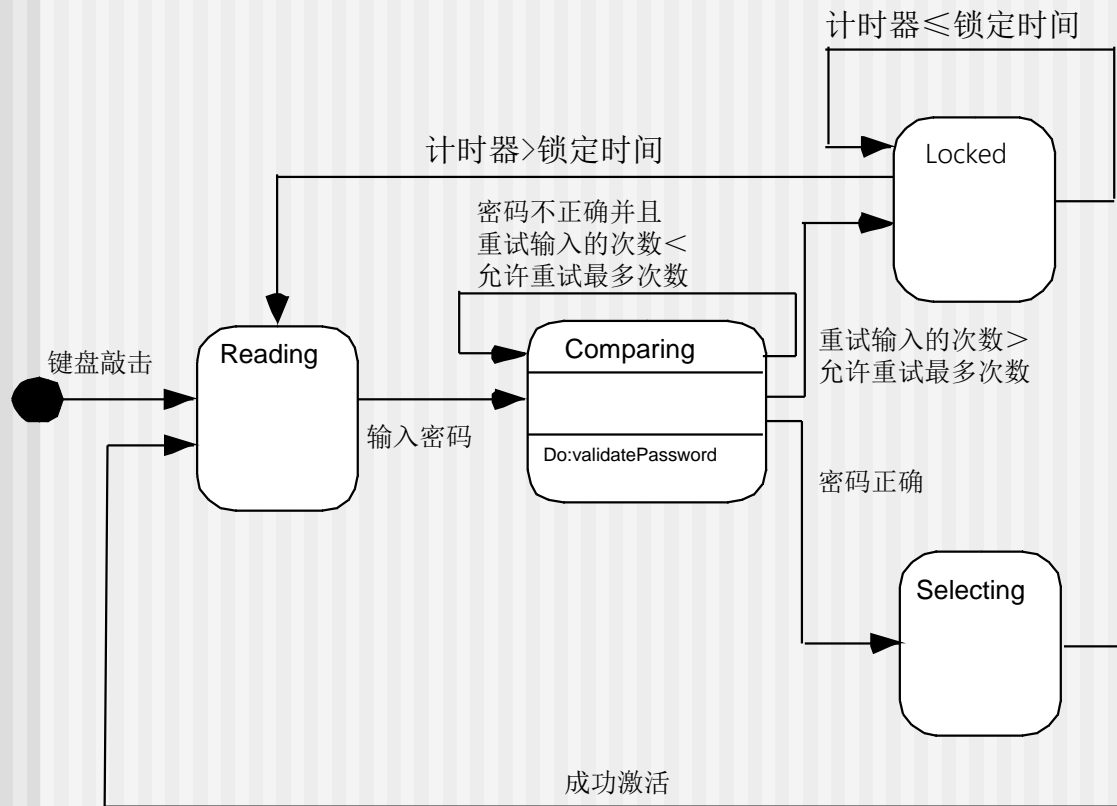 计时器≤锁定时间
Locked
计时器>锁定时间
密码不正确并且
重试输入的次数<
允许重试最多次数
键盘敲击
Reading
Comparing
重试输入的次数>
允许重试最多次数
输入密码
Do:validatePassword
密码正确
Selecting
成功激活